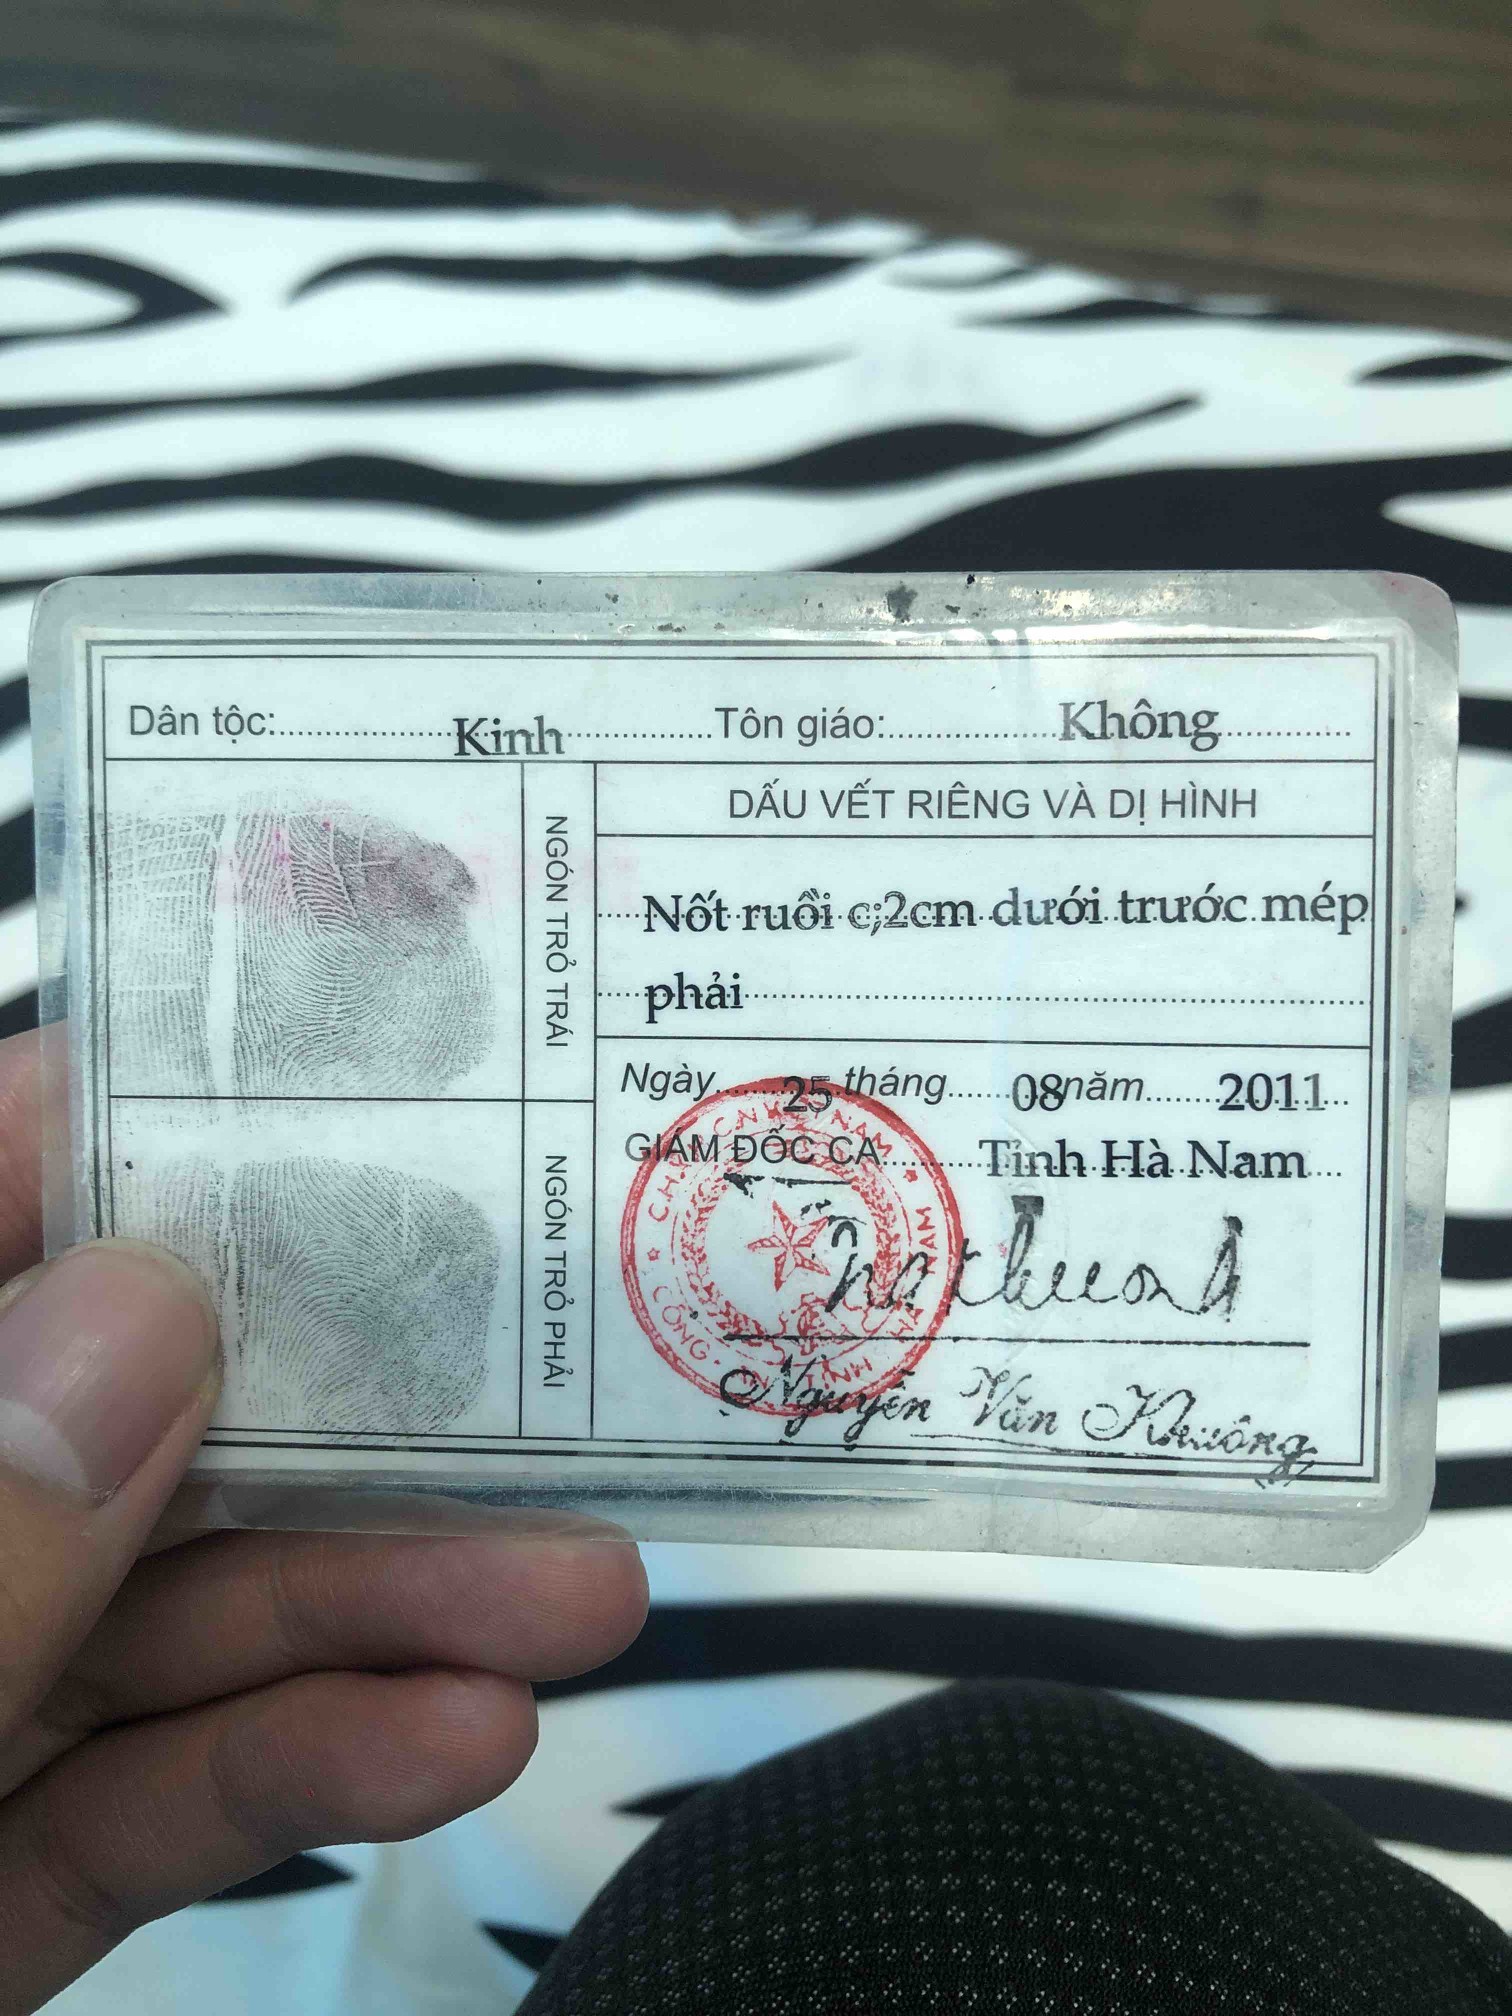 Dân tộc: Kinh Tôn giáo: Không
NGÓN TRỎ TRÁI
DẤU VẾT RIÊNG VÀ DỊ HÌNH
Nốt ruồi c;2cm dưới trước mép
phải
Ngày 25 tháng 08 năm 2011
GIÁM ĐỐC CA Tỉnh Hà Nam
NGÓN TRỎ PHẢI
Nguyễn Văn Khuông